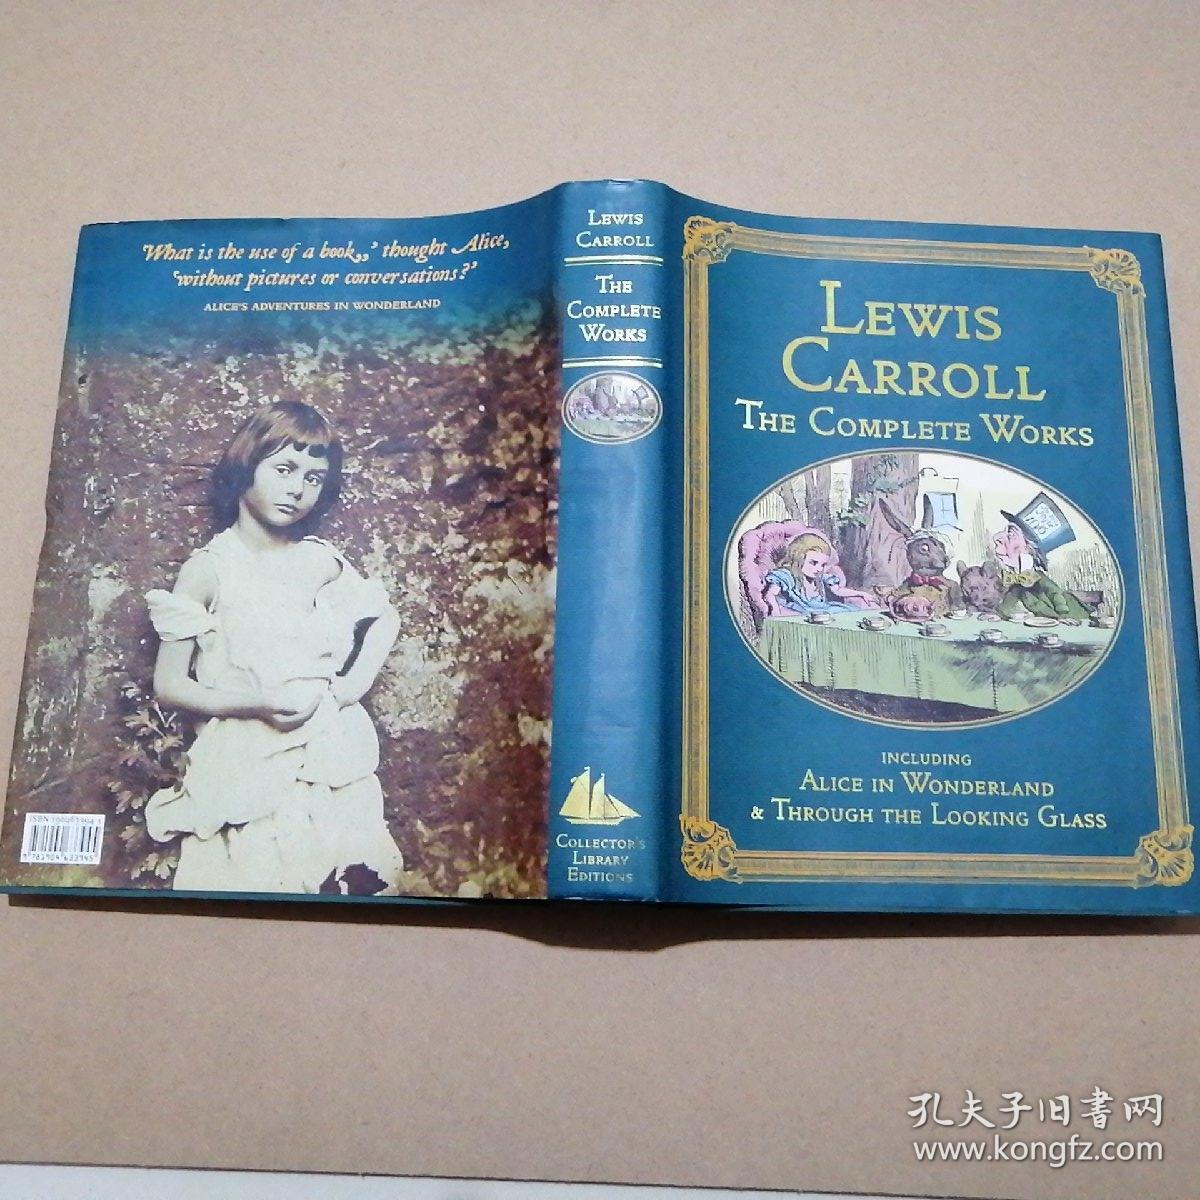 What is the use of a book,,' thought Alice,
'without pictures or conversations?'
ALICE'S ADVENTURES IN WONDERLAND
LEWIS
CARROLL
THE
COMPLETE
WORKS
COLLECTOR'S
LIBRARY
EDITIONS
LEWIS
CARROLL
THE COMPLETE WORKS
INCLUDING
ALICE IN WONDERLAND
& THROUGH THE LOOKING GLASS
孔夫子旧书网
www.kongfz.com